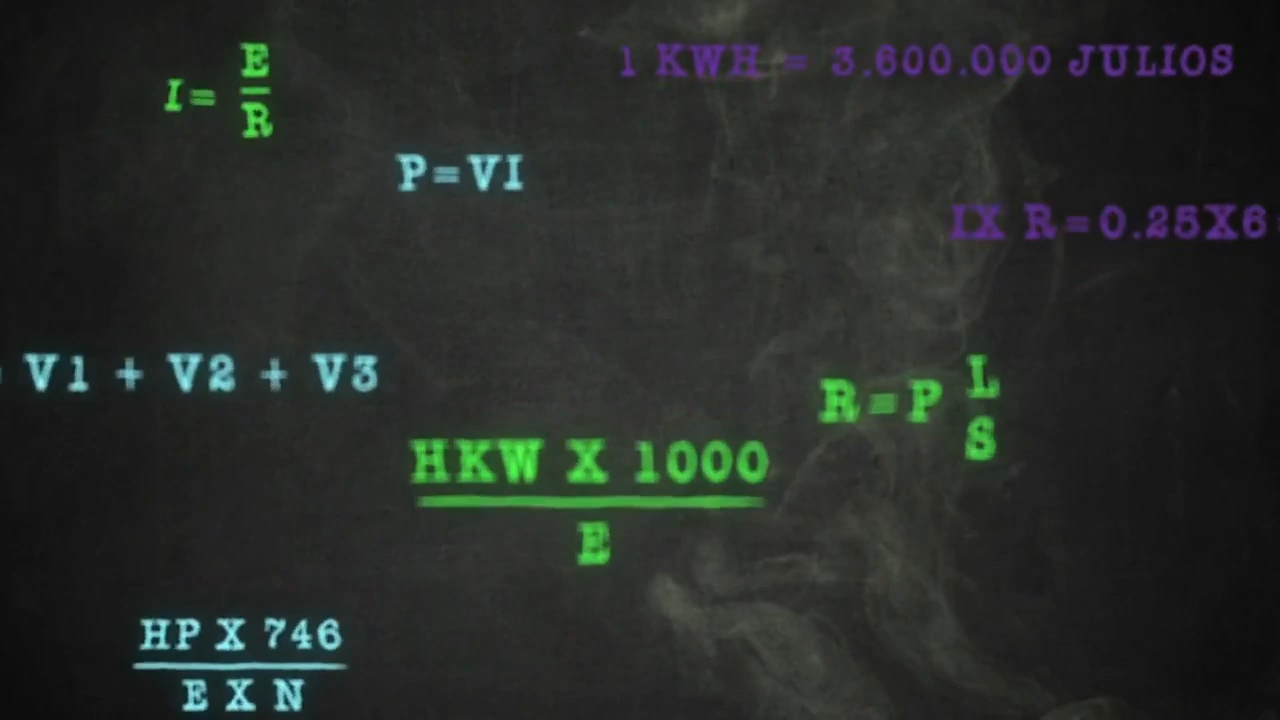 I= E
R
1 KWH = 3.600.000 JULIOS
P=VI
IX R=0.25X6
V1 + V2 + V3
R=P L
S
HKW X 1000
E
HP X 746
E X N